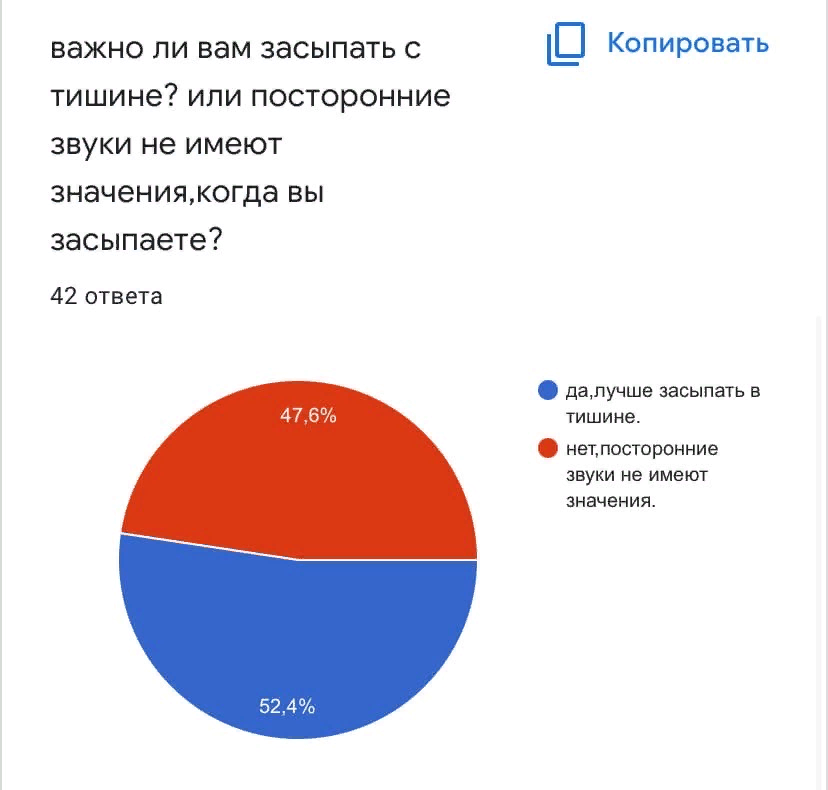 важно ли вам засыпать с
тишине? или посторонние
звуки не имеют
значения,когда вы
засыпаете?
Копировать
42 ответа
47,6%
52,4%
да,лучше засыпать в
тишине.
нет,посторонние
звуки не имеют
значения.